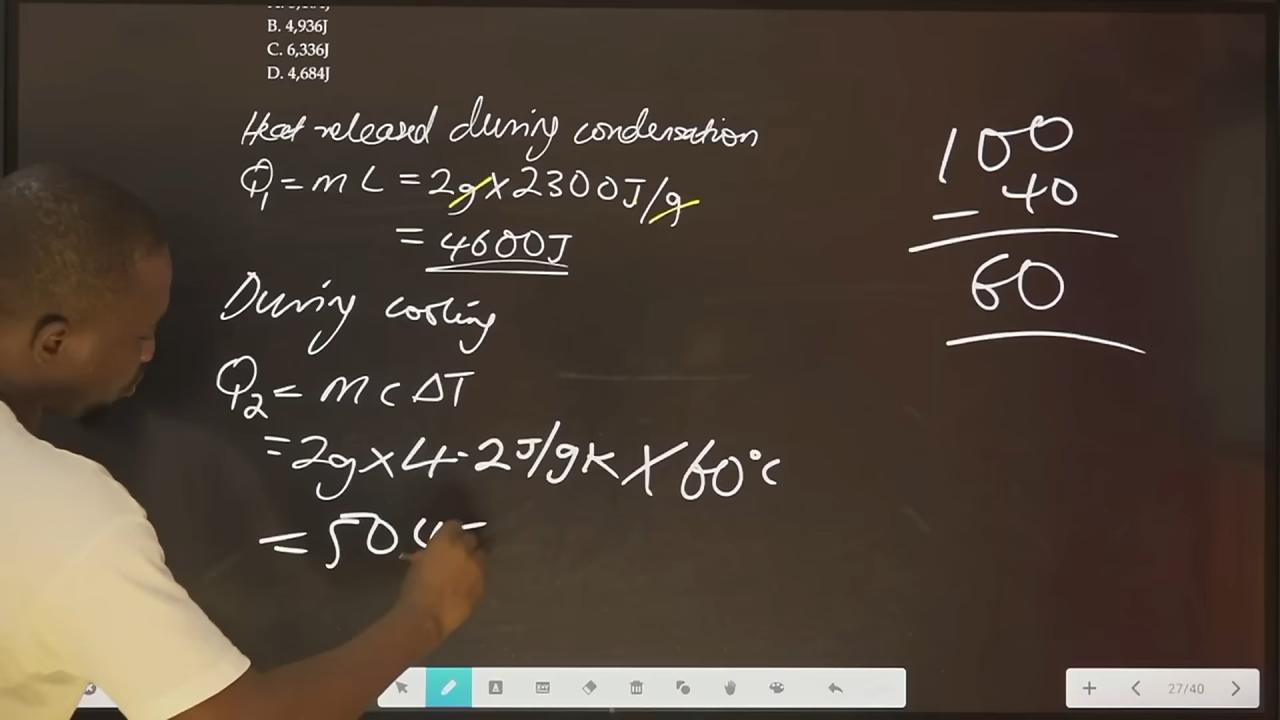 B. 4,936J
C. 6,336J
D. 4,684J
Heat released during condensation
Q₁ = mL = 2g × 2300J/g
= 4600J
During cooling
Q₂ = mcΔT
= 2g × 4.2J/gK × 60°C
= 504J
100
- 40
60
27/40